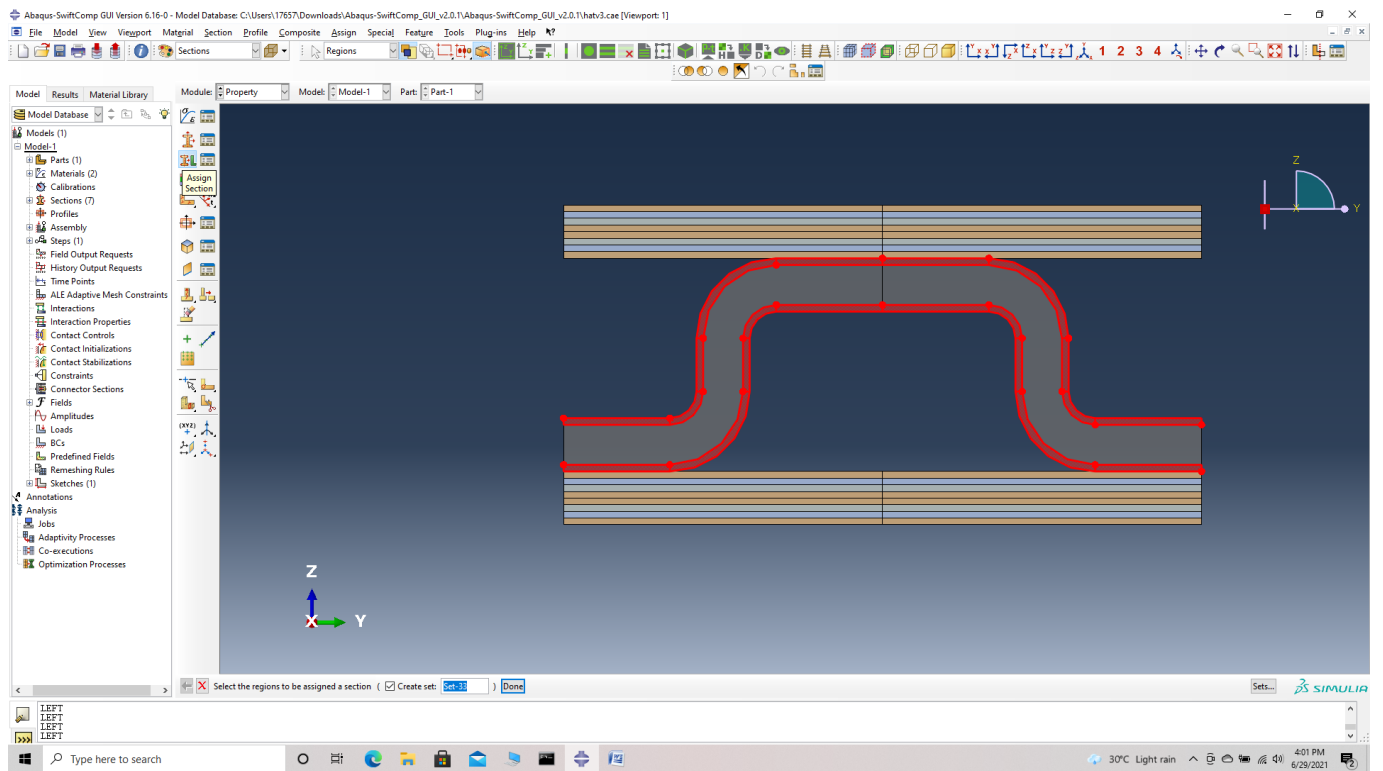 Abaqus-SwiftComp GUI Version 6.16-0 - Model Database: C:\Users\17657\Downloads\Abaqus-SwiftComp_GUI_v2.0.1\Abaqus-SwiftComp_GUI_v2.0.1\hatv3.cae [Viewport: 1]
File Model View Viewport Material Section Profile Composite Assign Special Feature Tools Plug-ins Help
Sections Regions 1 2 3 4
Model Results Material Library Module: Property Model: Model-1 Part: Part-1
Model Database
Models (1)
Model-1
Parts (1)
Materials (2)
Calibrations
Sections (7)
Profiles
Assembly
Steps (1)
Field Output Requests
History Output Requests
Time Points
ALE Adaptive Mesh Constraints
Interactions
Interaction Properties
Contact Controls
Contact Initializations
Contact Stabilizations
Constraints
Connector Sections
Fields
Amplitudes
Loads
BCs
Predefined Fields
Remeshing Rules
Sketches (1)
Annotations
Analysis
Jobs
Adaptivity Processes
Co-executions
Optimization Processes
Assign
Section
(XYZ)
Z
X Y
Z
X Y
Select the regions to be assigned a section ( Create set: Set-33 ) Done Sets... SIMULIA
LEFT
LEFT
LEFT
LEFT
>>>
Type here to search 30°C Light rain 4:01 PM
6/29/2021
2